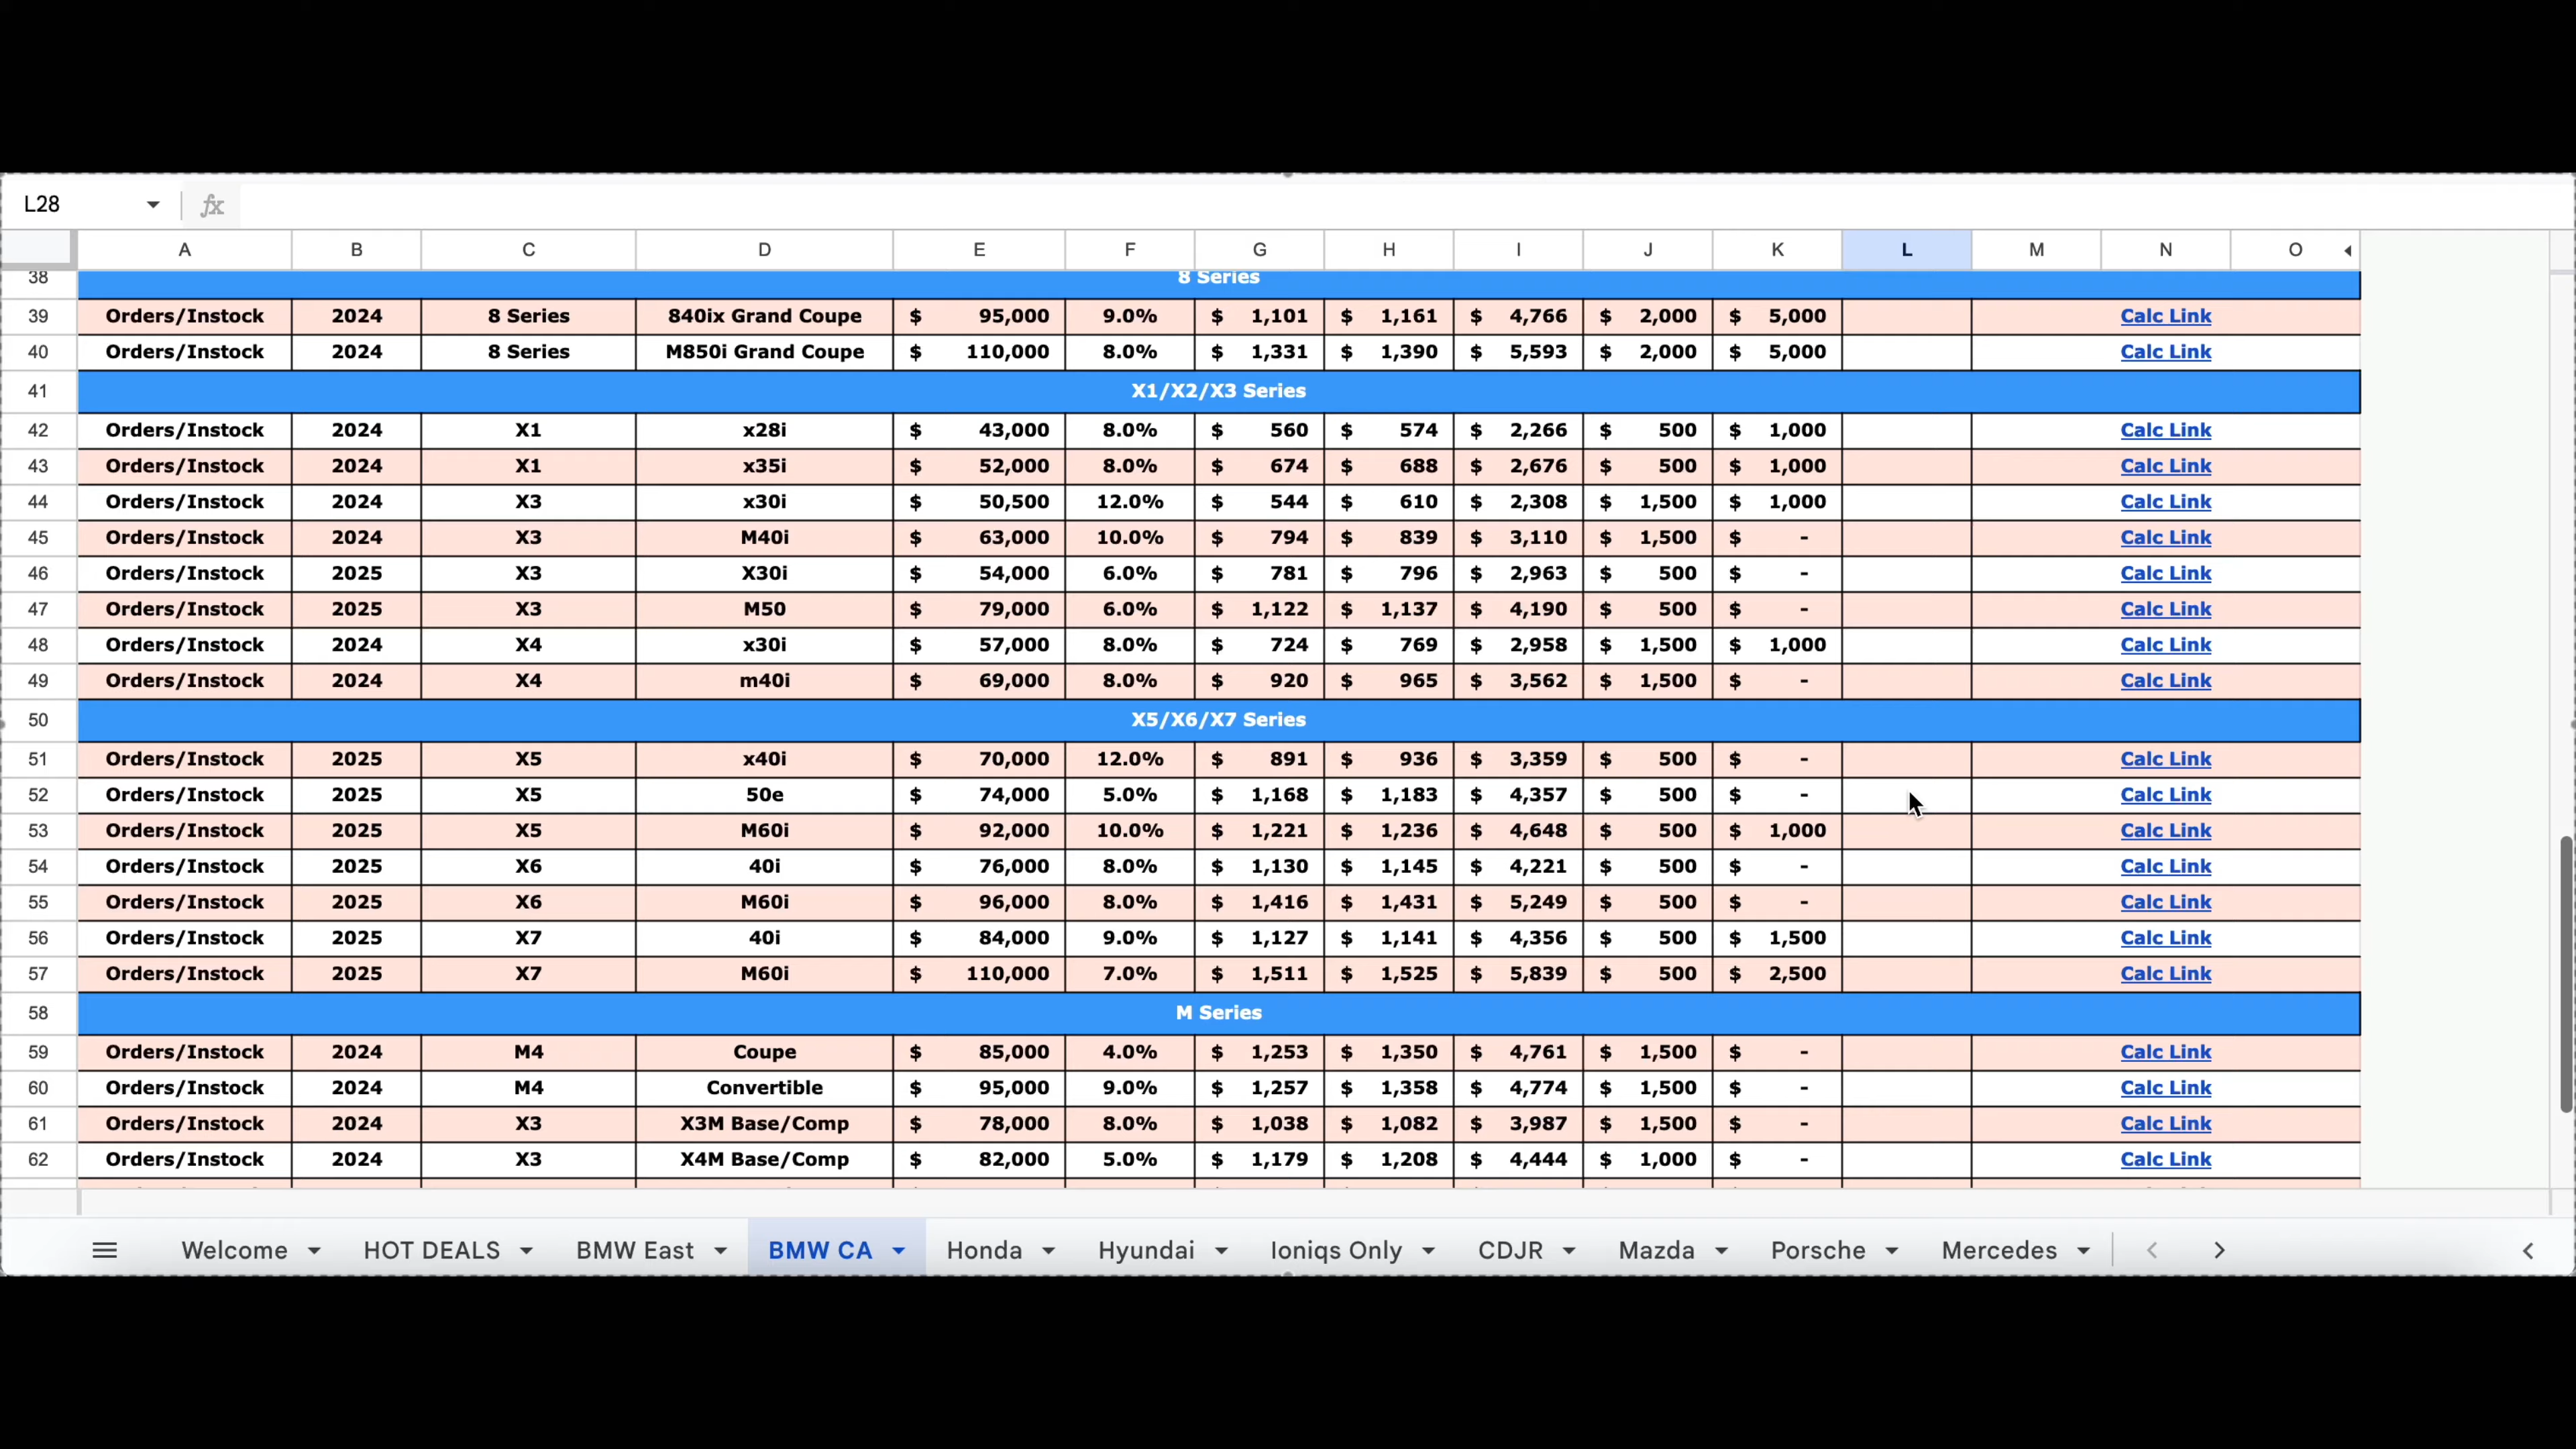 L28 fx
A B C D E F G H I J K L M N O
38 8 Series
39 Orders/Instock 2024 8 Series 840ix Grand Coupe $ 95,000 9.0% $ 1,101 $ 1,161 $ 4,766 $ 2,000 $ 5,000 Calc Link
40 Orders/Instock 2024 8 Series M850i Grand Coupe $ 110,000 8.0% $ 1,331 $ 1,390 $ 5,593 $ 2,000 $ 5,000 Calc Link
41 X1/X2/X3 Series
42 Orders/Instock 2024 X1 x28i $ 43,000 8.0% $ 560 $ 574 $ 2,266 $ 500 $ 1,000 Calc Link
43 Orders/Instock 2024 X1 x35i $ 52,000 8.0% $ 674 $ 688 $ 2,676 $ 500 $ 1,000 Calc Link
44 Orders/Instock 2024 X3 x30i $ 50,500 12.0% $ 544 $ 610 $ 2,308 $ 1,500 $ 1,000 Calc Link
45 Orders/Instock 2024 X3 M40i $ 63,000 10.0% $ 794 $ 839 $ 3,110 $ 1,500 $ - Calc Link
46 Orders/Instock 2025 X3 X30i $ 54,000 6.0% $ 781 $ 796 $ 2,963 $ 500 $ - Calc Link
47 Orders/Instock 2025 X3 M50 $ 79,000 6.0% $ 1,122 $ 1,137 $ 4,190 $ 500 $ - Calc Link
48 Orders/Instock 2024 X4 x30i $ 57,000 8.0% $ 724 $ 769 $ 2,958 $ 1,500 $ 1,000 Calc Link
49 Orders/Instock 2024 X4 m40i $ 69,000 8.0% $ 920 $ 965 $ 3,562 $ 1,500 $ - Calc Link
50 X5/X6/X7 Series
51 Orders/Instock 2025 X5 x40i $ 70,000 12.0% $ 891 $ 936 $ 3,359 $ 500 $ - Calc Link
52 Orders/Instock 2025 X5 50e $ 74,000 5.0% $ 1,168 $ 1,183 $ 4,357 $ 500 $ - Calc Link
53 Orders/Instock 2025 X5 M60i $ 92,000 10.0% $ 1,221 $ 1,236 $ 4,648 $ 500 $ 1,000 Calc Link
54 Orders/Instock 2025 X6 40i $ 76,000 8.0% $ 1,130 $ 1,145 $ 4,221 $ 500 $ - Calc Link
55 Orders/Instock 2025 X6 M60i $ 96,000 8.0% $ 1,416 $ 1,431 $ 5,249 $ 500 $ - Calc Link
56 Orders/Instock 2025 X7 40i $ 84,000 9.0% $ 1,127 $ 1,141 $ 4,356 $ 500 $ 1,500 Calc Link
57 Orders/Instock 2025 X7 M60i $ 110,000 7.0% $ 1,511 $ 1,525 $ 5,839 $ 500 $ 2,500 Calc Link
58 M Series
59 Orders/Instock 2024 M4 Coupe $ 85,000 4.0% $ 1,253 $ 1,350 $ 4,761 $ 1,500 $ - Calc Link
60 Orders/Instock 2024 M4 Convertible $ 95,000 9.0% $ 1,257 $ 1,358 $ 4,774 $ 1,500 $ - Calc Link
61 Orders/Instock 2024 X3 X3M Base/Comp $ 78,000 8.0% $ 1,038 $ 1,082 $ 3,987 $ 1,500 $ - Calc Link
62 Orders/Instock 2024 X3 X4M Base/Comp $ 82,000 5.0% $ 1,179 $ 1,208 $ 4,444 $ 1,000 $ - Calc Link
Welcome HOT DEALS BMW East BMW CA Honda Hyundai Ioniqs Only CDJR Mazda Porsche Mercedes